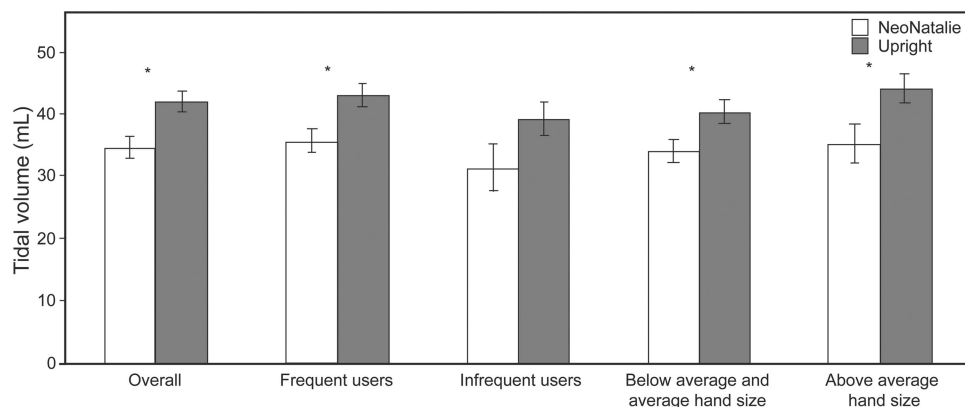 NeoNatalie
Upright
Tidal volume (mL)
50
40
30
20
10
0
* * * *
Overall Frequent users Infrequent users Below average and Above average
average hand size hand size